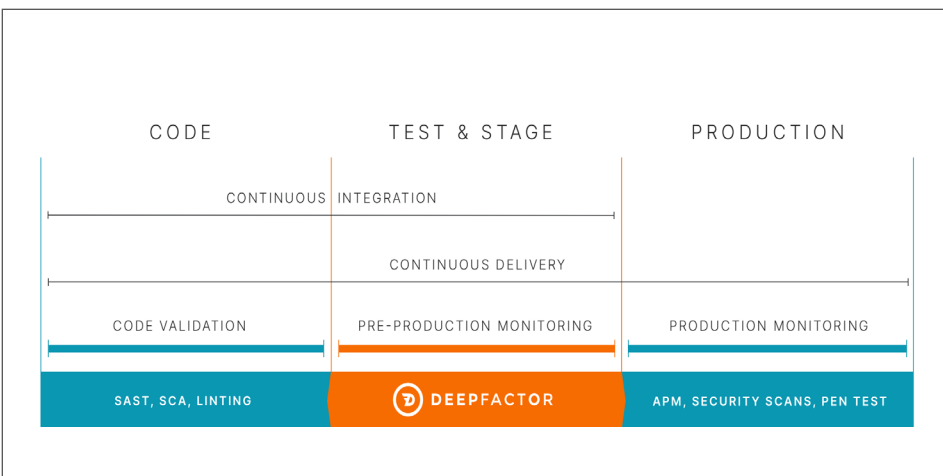 CODE
TEST & STAGE
PRODUCTION
CONTINUOUS INTEGRATION
CONTINUOUS DELIVERY
CODE VALIDATION
PRE-PRODUCTION MONITORING
PRODUCTION MONITORING
SAST, SCA, LINTING
DEEPFACTOR
APM, SECURITY SCANS, PEN TEST